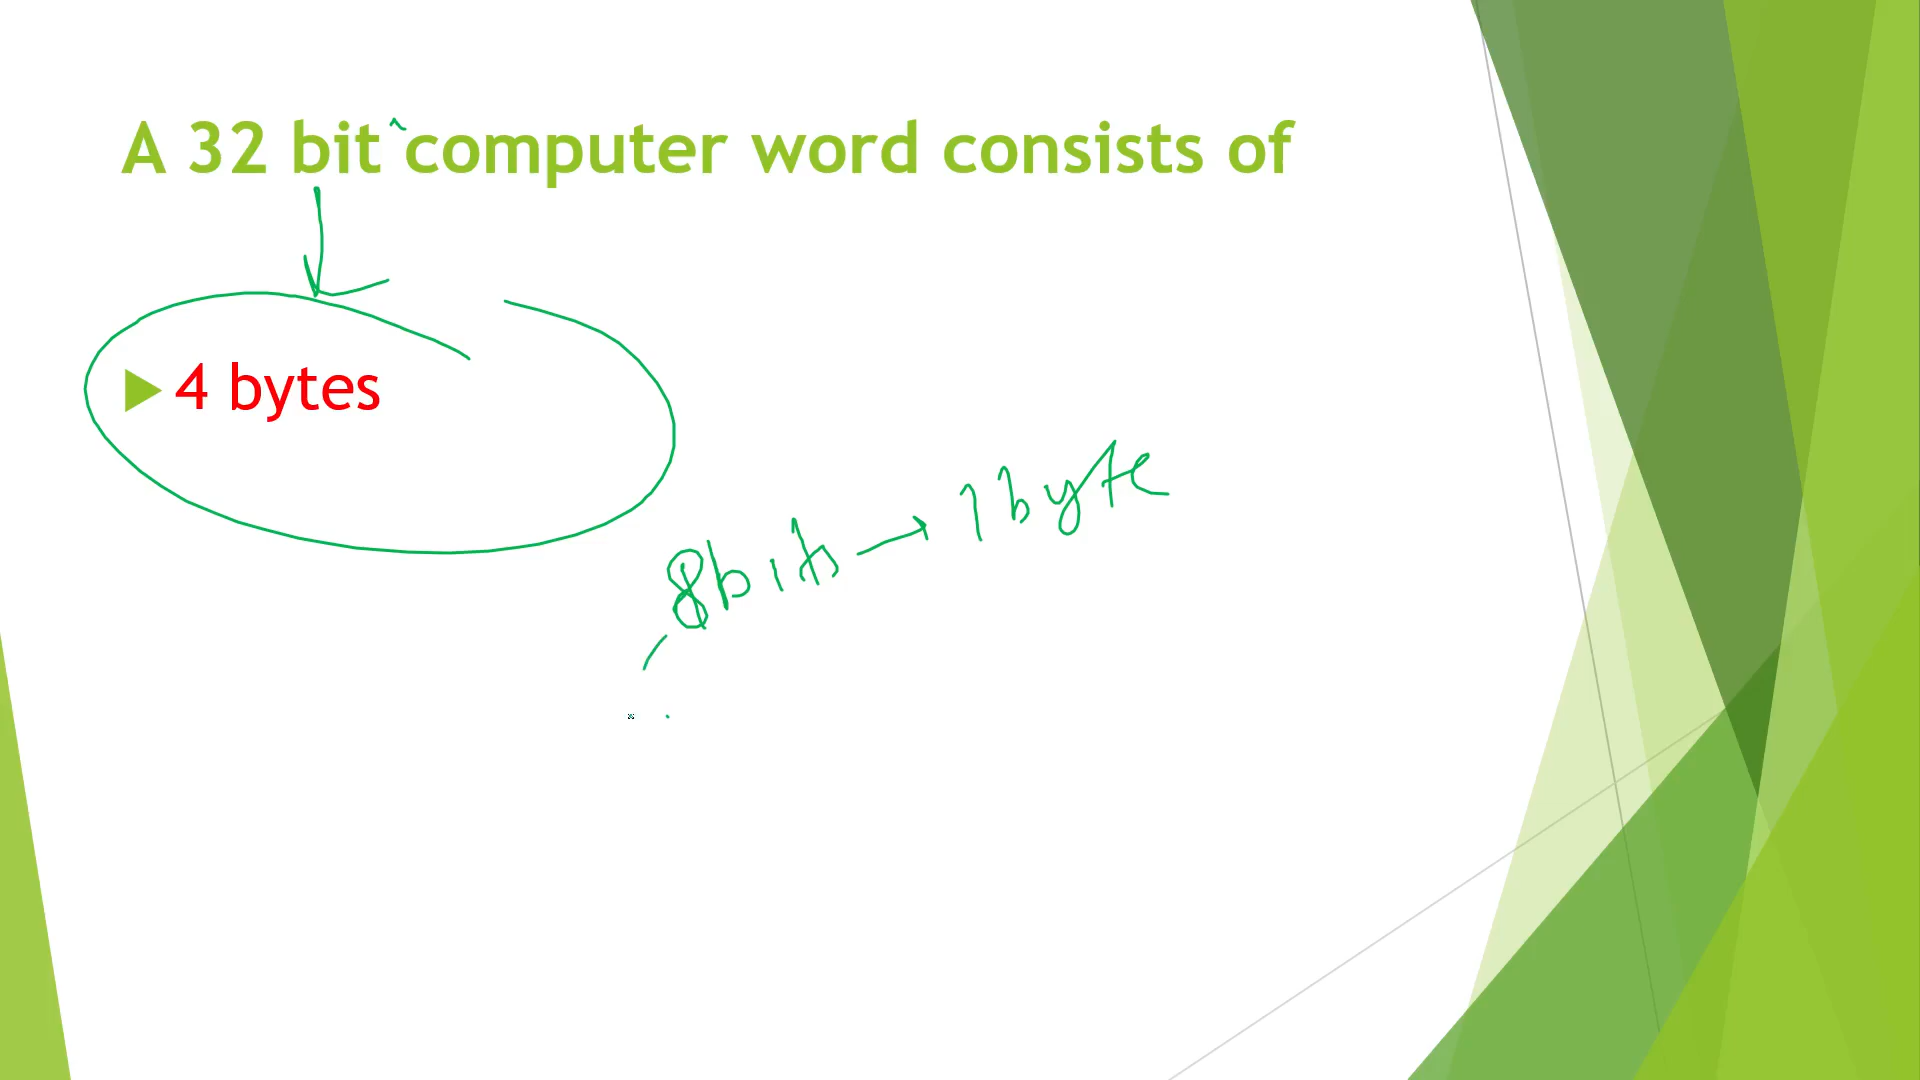 A 32 bit computer word consists of
4 bytes
8bits → 1byte